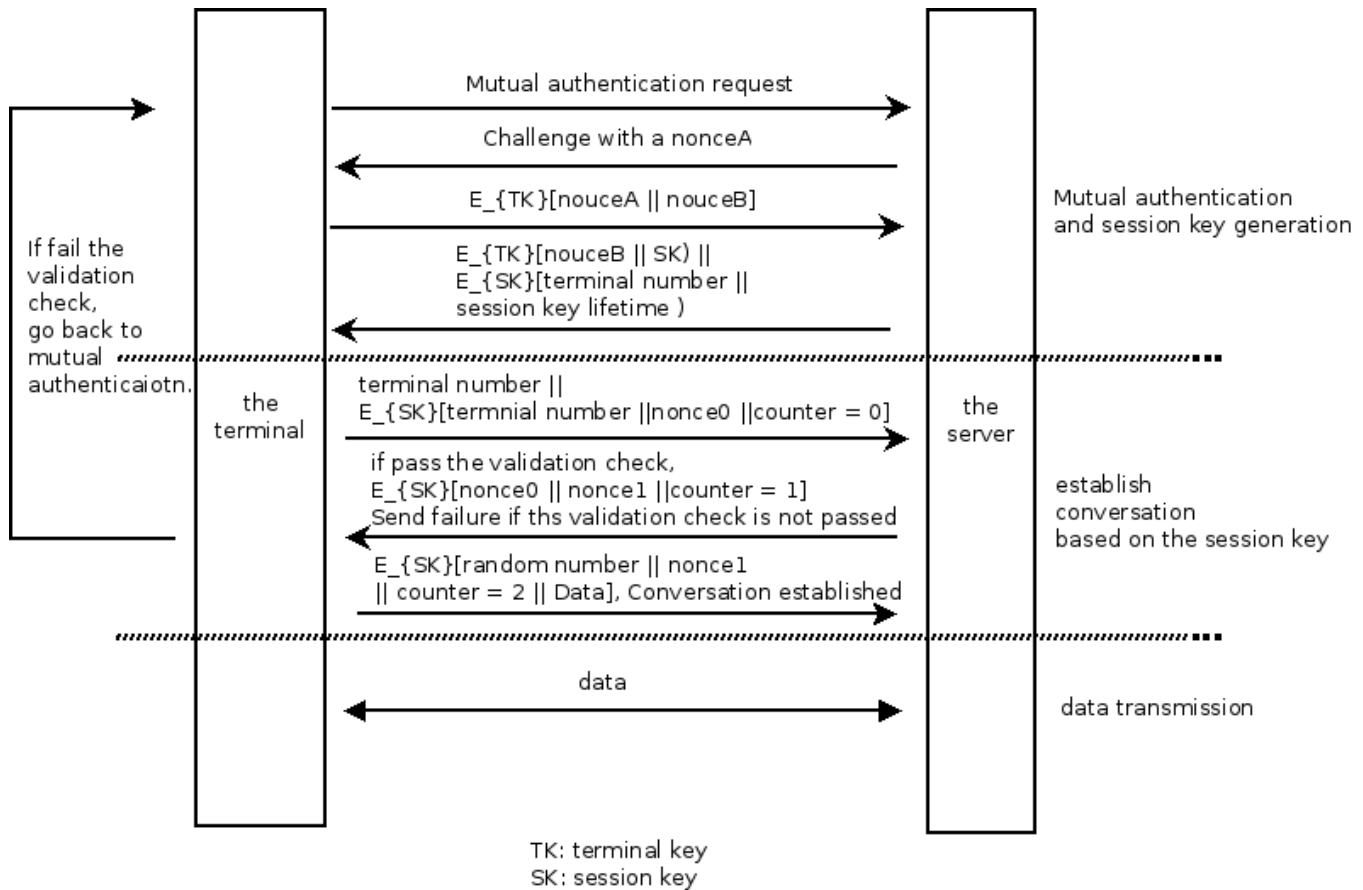 Mutual authentication request
Challenge with a nonceA
E_{TK}[nouceA || nouceB]
E_{TK}[nouceB || SK) ||
E_{SK}[terminal number ||
session key lifetime )
Mutual authentication
and session key generation
If fail the
validation
check,
go back to
mutual
authenticaiotn.
the
terminal
terminal number ||
E_{SK}[termnial number ||nonce0 ||counter = 0]
if pass the validation check,
E_{SK}[nonce0 || nonce1 ||counter = 1]
Send failure if ths validation check is not passed
E_{SK}[random number || nonce1
|| counter = 2 || Data], Conversation established
the
server
establish
conversation
based on the session key
data
data transmission
TK: terminal key
SK: session key